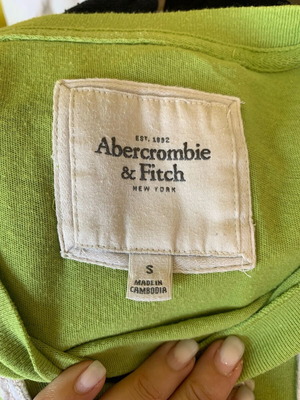 EST. 1892
Abercrombie
& Fitch
NEW YORK
S
MADE IN
CAMBODIA